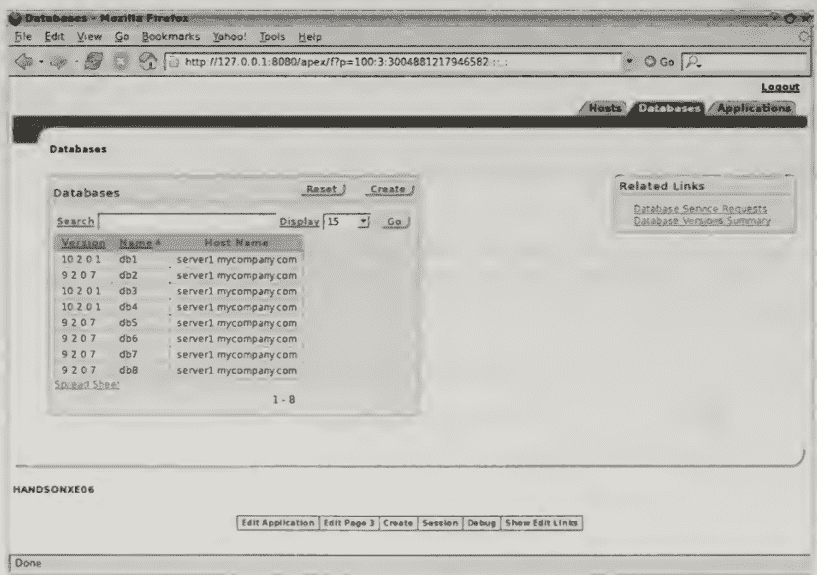 Databases - Mozilla Firefox
File Edit View Go Bookmarks Yahoo! Tools Help
http://127.0.0.1:8080/apex/f?p=100:3:3004881217946582::.: Go
Logout
Hosts Databases Applications
Databases
Databases Reset Create
Search Display 15 Go
Version Name Host Name
10 2 0 1 db1 server1 mycompany.com
9 2 0 7 db2 server1 mycompany.com
10 2 0 1 db3 server1 mycompany.com
10 2 0 1 db4 server1 mycompany.com
9 2 0 7 db5 server1 mycompany.com
9 2 0 7 db6 server1 mycompany.com
9 2 0 7 db7 server1 mycompany.com
9 2 0 7 db8 server1 mycompany.com
Spread Sheet
1 - 8
Related Links
Database Service Requests
Database Versions Summary
HANDSONXE06
Edit Application Edit Page 3 Create Session Debug Show Edit Links
Done